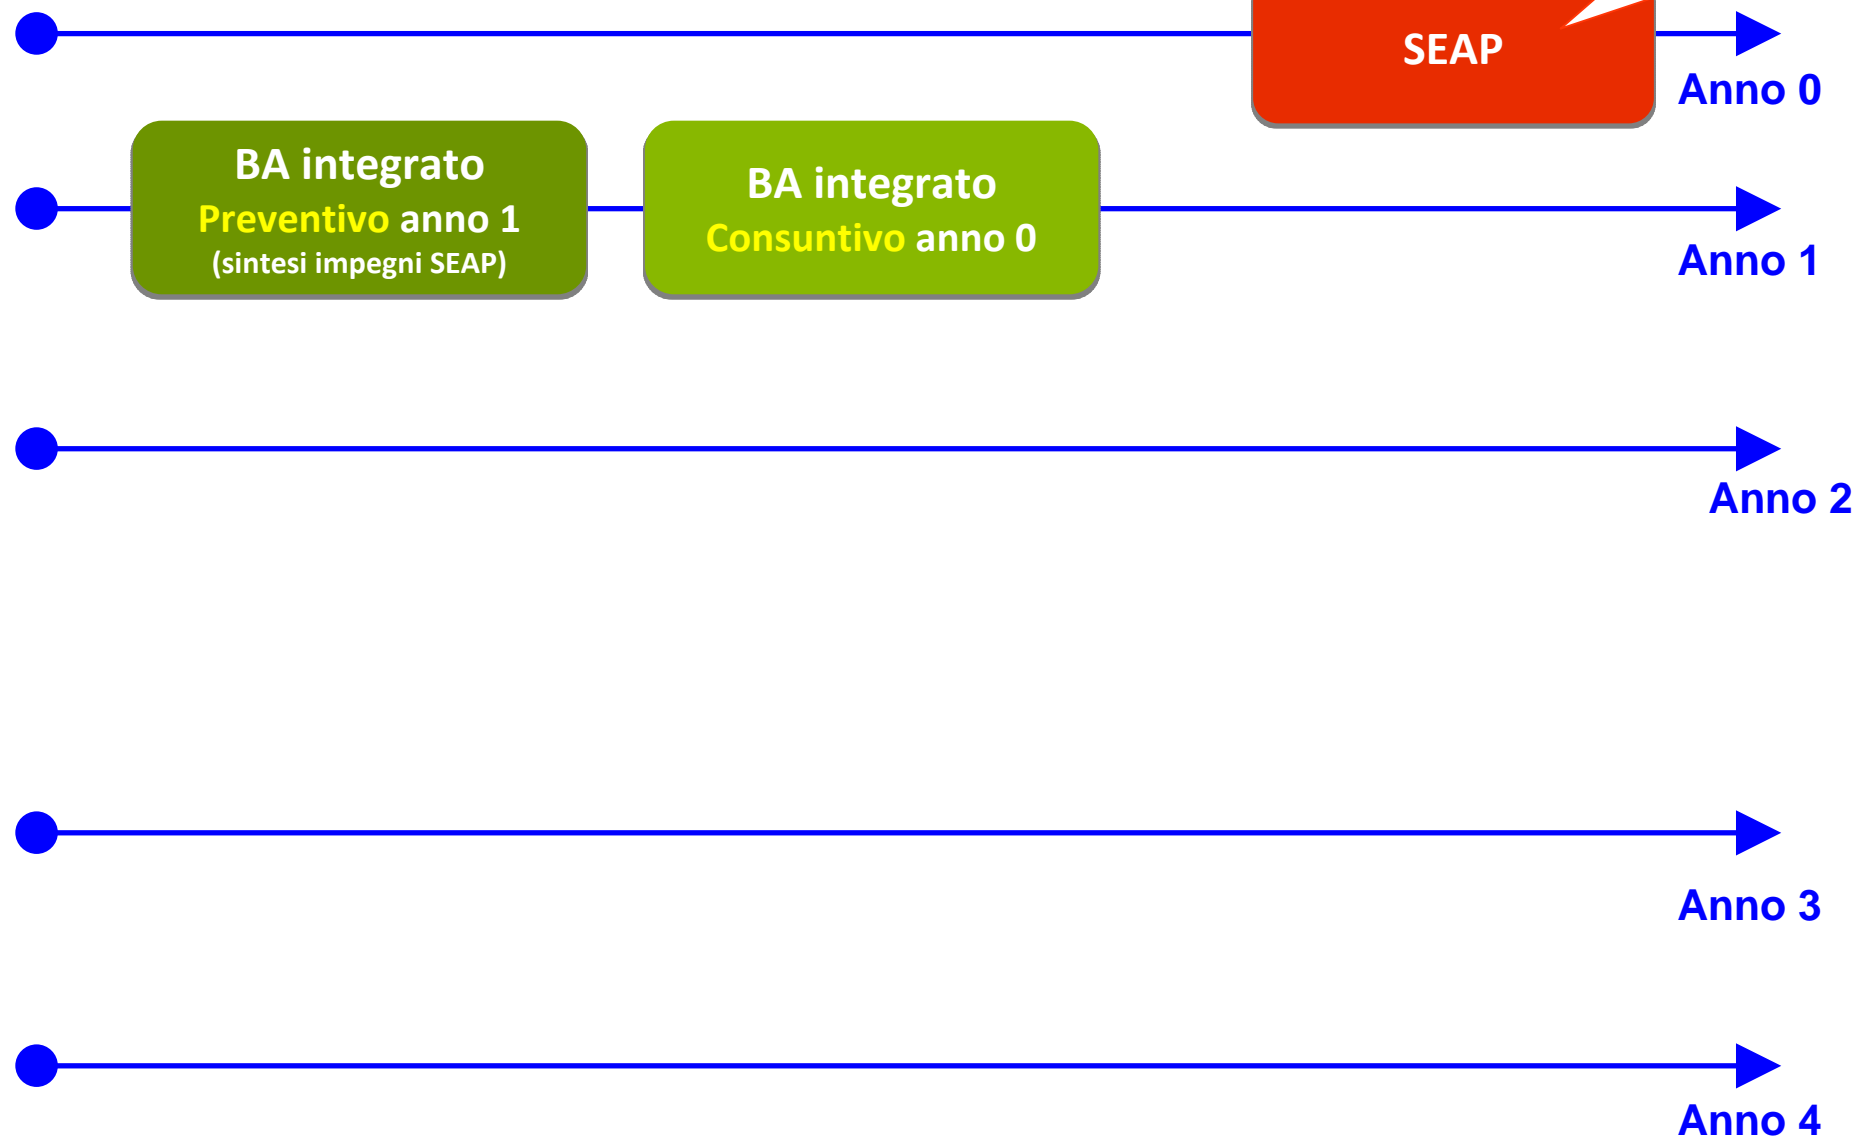 SEAP
Anno 0
BA integrato
Preventivo anno 1
(sintesi impegni SEAP)
BA integrato
Consuntivo anno 0
Anno 1
Anno 2
Anno 3
Anno 4